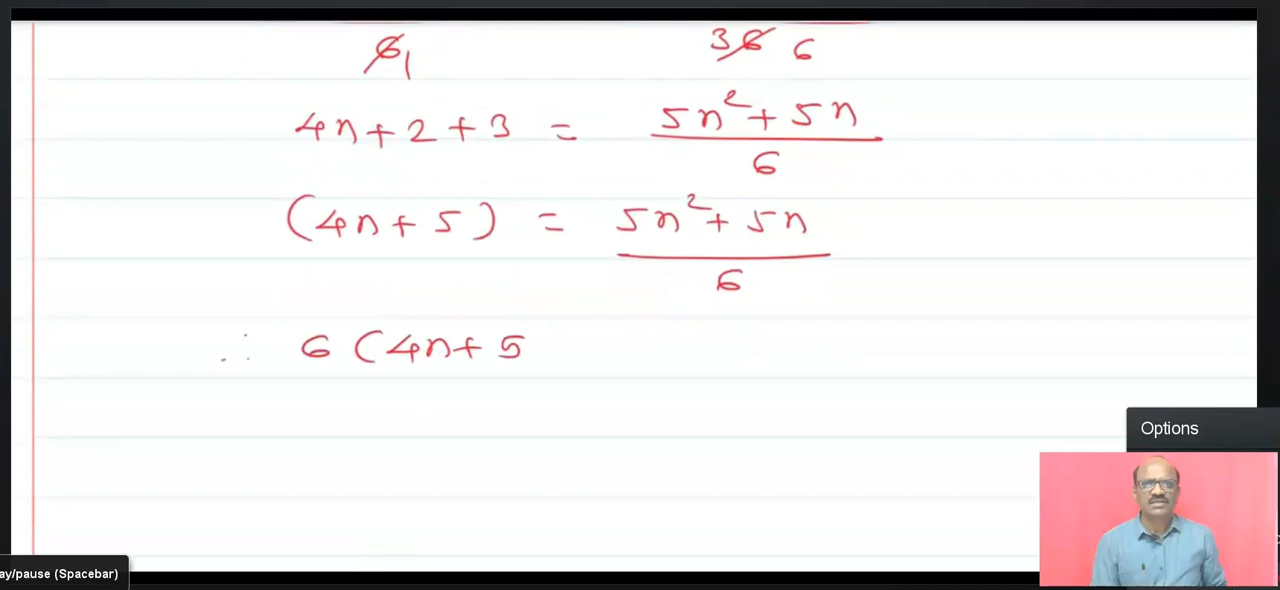 6 1 36 6
4n + 2 + 3 = 5n² + 5n / 6
(4n + 5) = 5n² + 5n / 6
∴ 6 (4n + 5
Options
ay/pause (Spacebar)